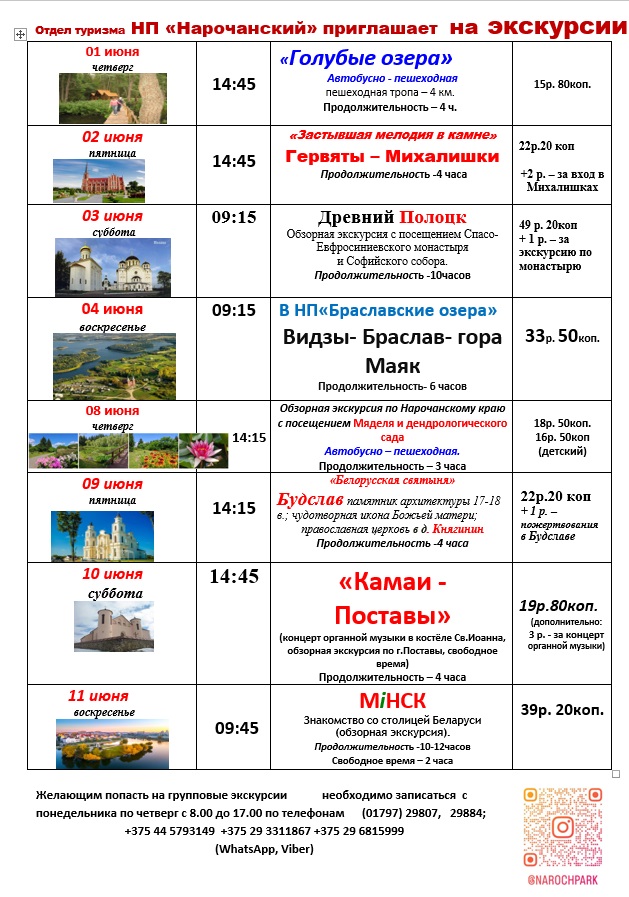 Отдел туризма НП «Нарочанский» приглашает на экскурсии
01 июня
четверг
14:45
«Голубые озера»
Автобусно - пешеходная
пешеходная тропа – 4 км.
Продолжительность – 4 ч.
15р. 80коп.
02 июня
пятница
14:45
«Застывшая мелодия в камне»
Гервяты – Михалишки
Продолжительность -4 часа
22р.20 коп
+2 р. – за вход в
Михалишках
03 июня
суббота
09:15
Древний Полоцк
Обзорная экскурсия с посещением Спасо-
Евфросиниевского монастыря
и Софийского собора.
Продолжительность -10часов
49 р. 20коп
+ 1 р. – за
экскурсию по
монастырю
04 июня
воскресенье
09:15
В НП«Браславские озера»
Видзы- Браслав- гора
Маяк
Продолжительность- 6 часов
33р. 50коп.
08 июня
четверг
14:15
Обзорная экскурсия по Нарочанскому краю
с посещением Мяделя и дендрологического
сада
Автобусно – пешеходная.
Продолжительность – 3 часа
18р. 50коп.
16р. 50коп
(детский)
09 июня
пятница
14:15
«Белорусская святыня»
Будслав памятник архитектуры 17-18
в.; чудотворная икона Божьей матери;
православная церковь в д. Княгинин
Продолжительность -4 часа
22р.20 коп
+ 1 р. –
пожертвования
в Будславе
10 июня
суббота
14:45
«Камаи -
Поставы»
(концерт органной музыки в костёле Св.Иоанна,
обзорная экскурсия по г.Поставы, свободное
время)
Продолжительность – 4 часа
19р.80коп.
(дополнительно:
3 р. - за концерт
органной музыки)
11 июня
воскресенье
09:45
МiНСК
Знакомство со столицей Беларуси
(обзорная экскурсия).
Продолжительность -10-12часов
Свободное время – 2 часа
39р. 20коп.
Желающим попасть на групповые экскурсии необходимо записаться с
понедельника по четверг с 8.00 до 17.00 по телефонам (01797) 29807, 29884;
+375 44 5793149 +375 29 3311867 +375 29 6815999
(WhatsApp, Viber)
@NAROCHPARK